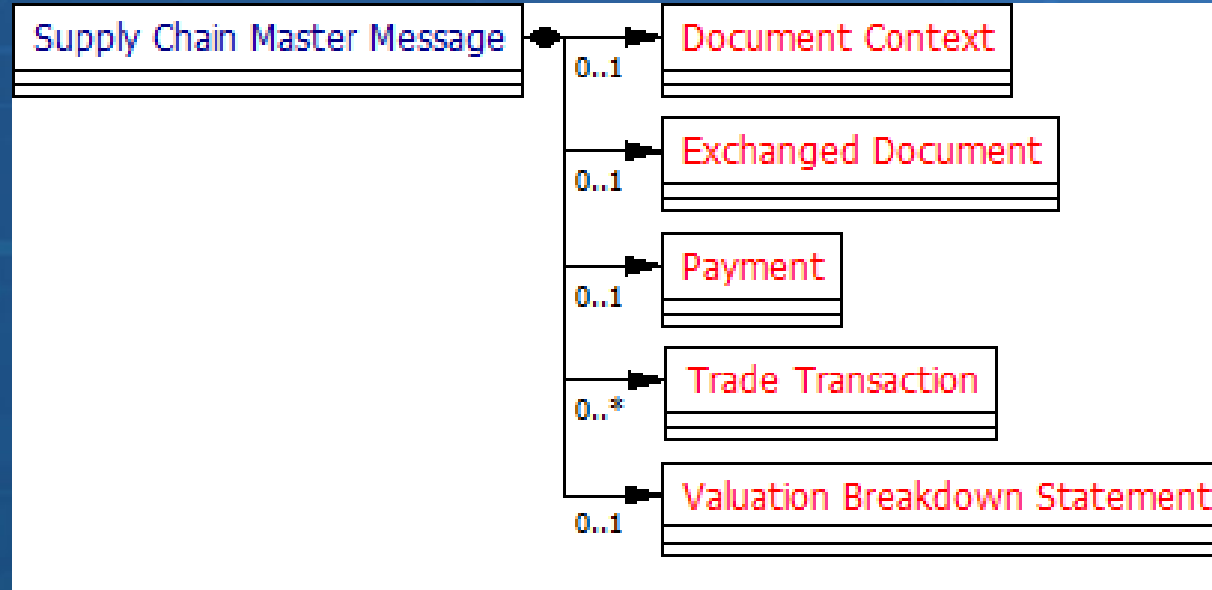 Supply Chain Master Message
Document Context
0..1
Exchanged Document
0..1
Payment
0..1
Trade Transaction
0..*
Valuation Breakdown Statement
0..1